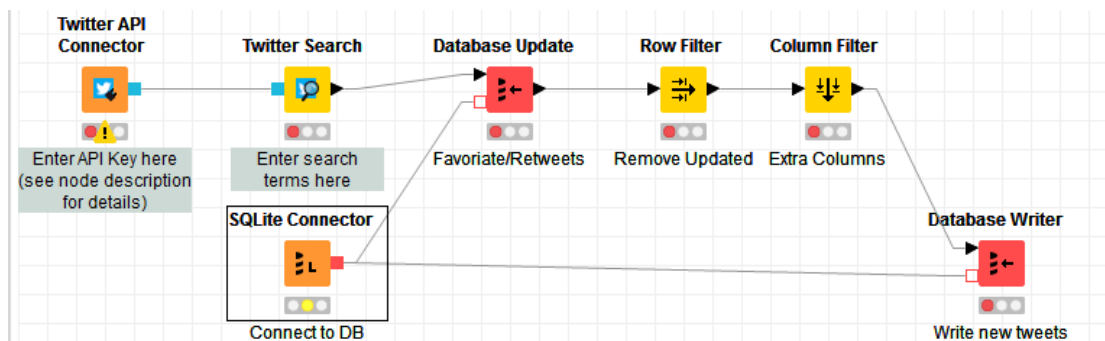 Twitter API
Connector
Twitter Search
Database Update
Row Filter
Column Filter
Enter API Key here
(see node description
for details)
Enter search
terms here
Favoriate/Retweets
Remove Updated
Extra Columns
SQLite Connector
L
Connect to DB
Database Writer
Write new tweets